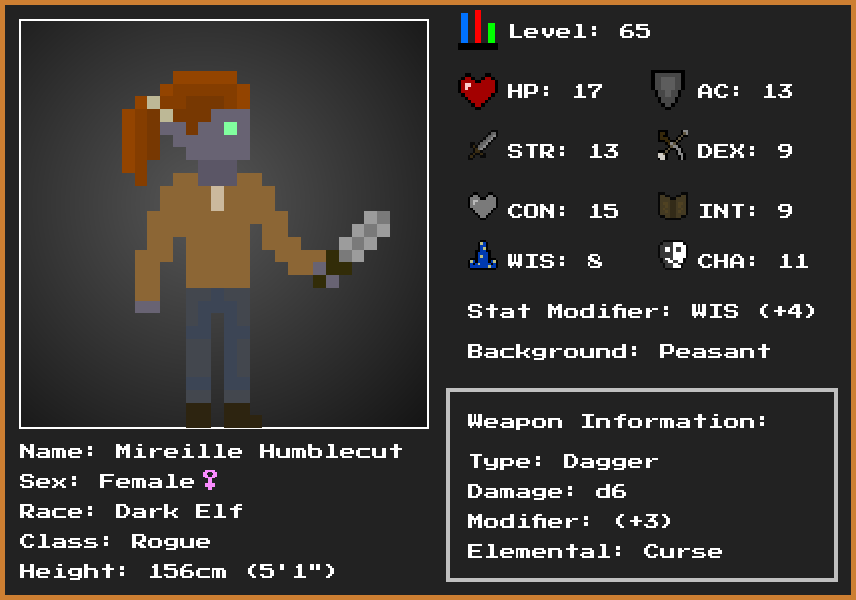 Level: 65
HP: 17
AC: 13
STR: 13
DEX: 9
CON: 15
INT: 9
WIS: 8
CHA: 11
Stat Modifier: WIS (+4)
Background: Peasant
Name: Mireille Humblecut
Sex: Female♀
Race: Dark Elf
Class: Rogue
Height: 156cm (5'1")
Weapon Information:
Type: Dagger
Damage: d6
Modifier: (+3)
Elemental: Curse